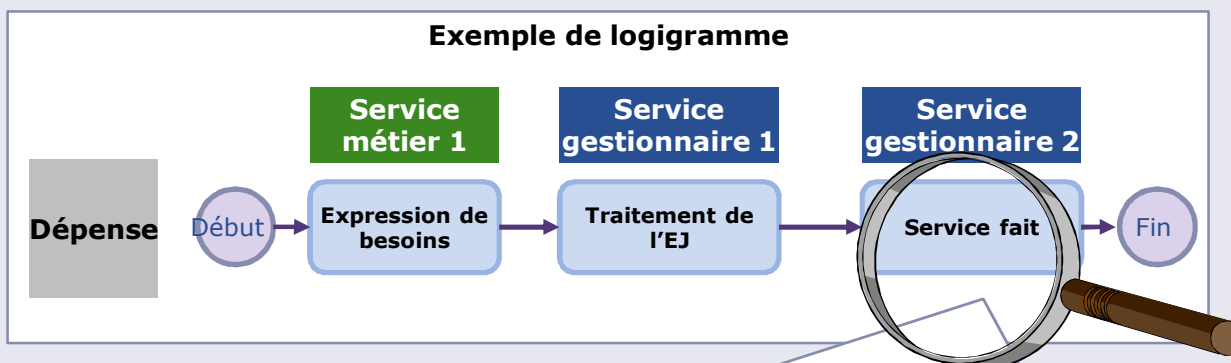 Exemple de logigramme
Service
métier 1
Service
gestionnaire 1
Service
gestionnaire 2
Dépense
Début
Expression de
besoins
Traitement de
l’EJ
Service fait
Fin